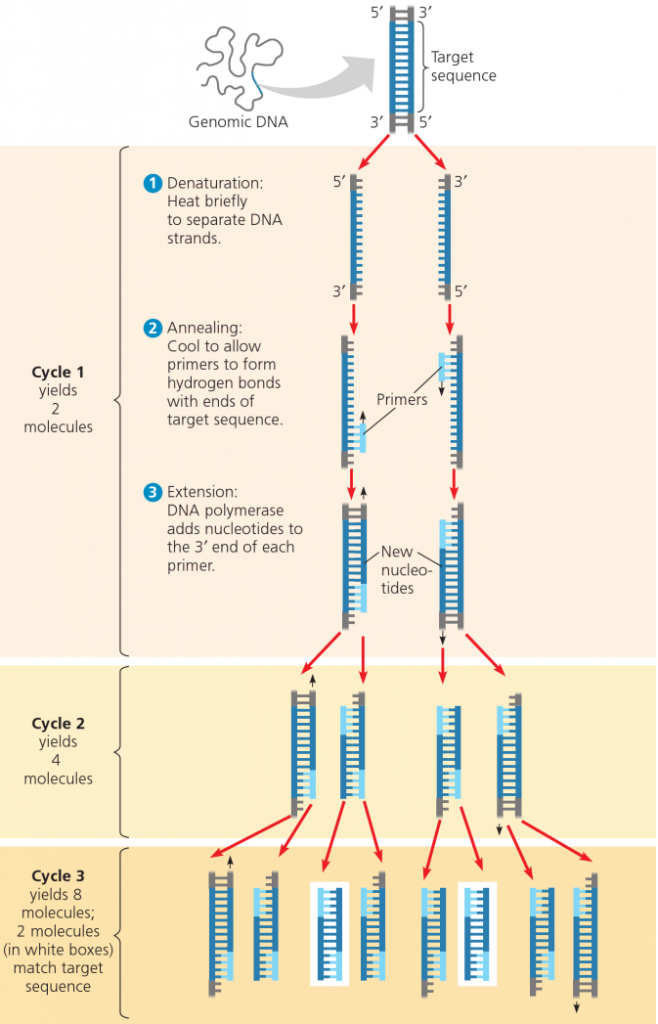 5′ 3′
Target
sequence
Genomic DNA
3′ 5′
1 Denaturation:
Heat briefly
to separate DNA
strands.
5′ 3′
3′ 5′
2 Annealing:
Cool to allow
primers to form
hydrogen bonds
with ends of
target sequence.
Cycle 1
yields
2
molecules
Primers
3 Extension:
DNA polymerase
adds nucleotides to
the 3′ end of each
primer.
New
nucleo-
tides
Cycle 2
yields
4
molecules
Cycle 3
yields 8
molecules;
2 molecules
(in white boxes)
match target
sequence